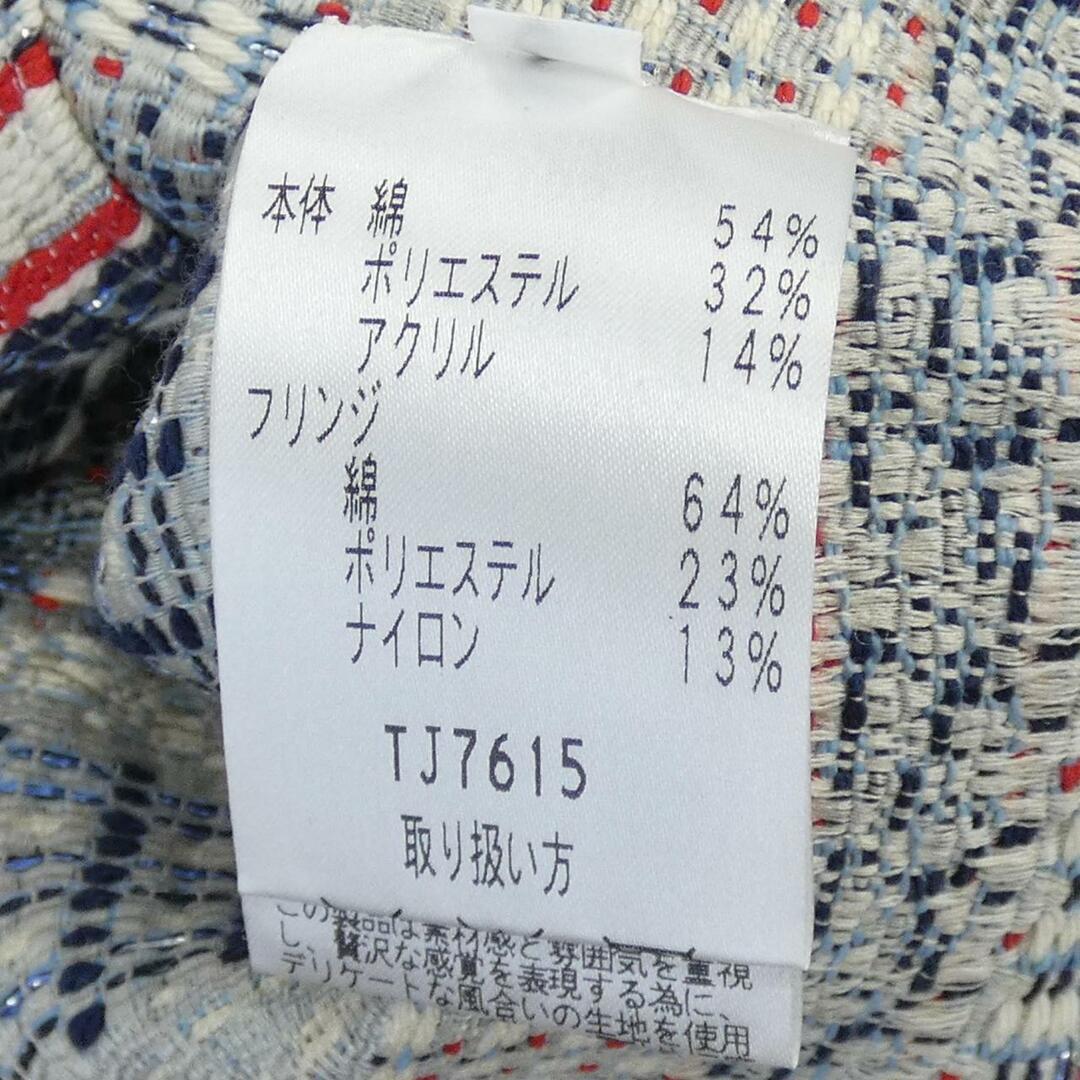 本体 綿 54%
ポリエステル 32%
アクリル 14%
フリンジ
綿 64%
ポリエステル 23%
ナイロン 13%
TJ7615
取り扱い方
この製品は素材感と雰囲気を重視
し、贅沢な感覚を表現する為に、
デリケートな風合いの生地を使用